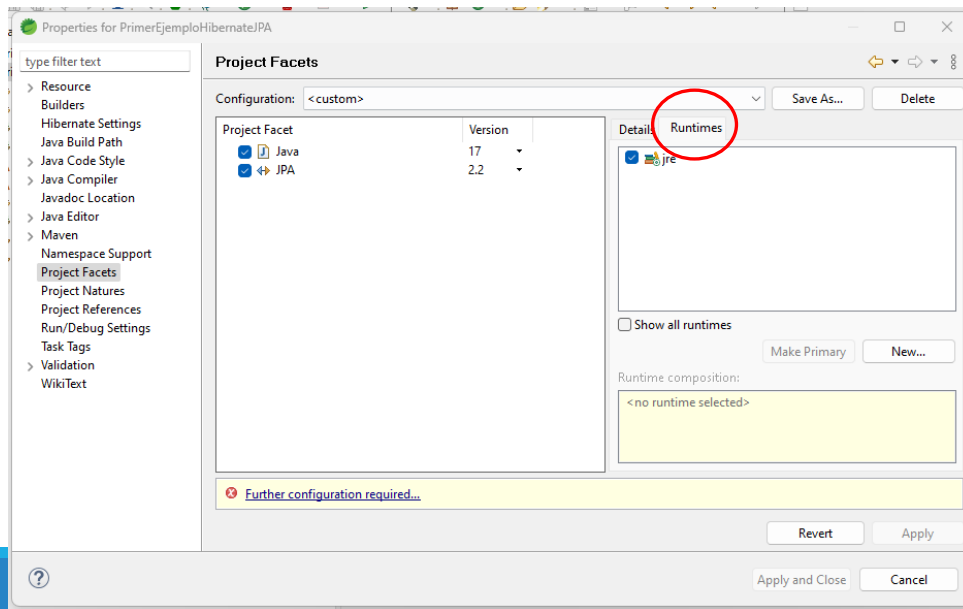 Properties for PrimerEjemploHibernateJPA
type filter text
Resource
Builders
Hibernate Settings
Java Build Path
Java Code Style
Java Compiler
Javadoc Location
Java Editor
Maven
Namespace Support
Project Facets
Project Natures
Project References
Run/Debug Settings
Task Tags
Validation
WikiText
Project Facets
Configuration: <custom> Save As... Delete
Project Facet Version
Java 17
JPA 2.2
Details Runtimes
jre
Show all runtimes
Make Primary New...
Runtime composition:
<no runtime selected>
Further configuration required...
Revert Apply
Apply and Close Cancel